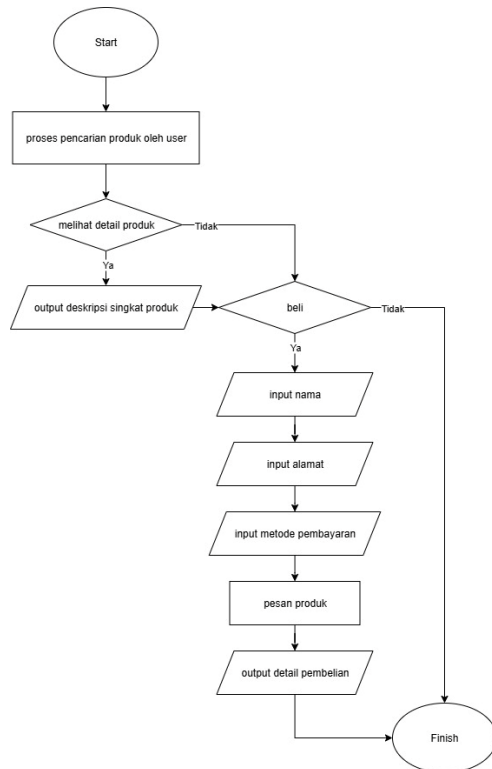 Start
proses pencarian produk oleh user
melihat detail produk
Tidak
Ya
output deskripsi singkat produk
beli
Tidak
Ya
input nama
input alamat
input metode pembayaran
pesan produk
output detail pembelian
Finish